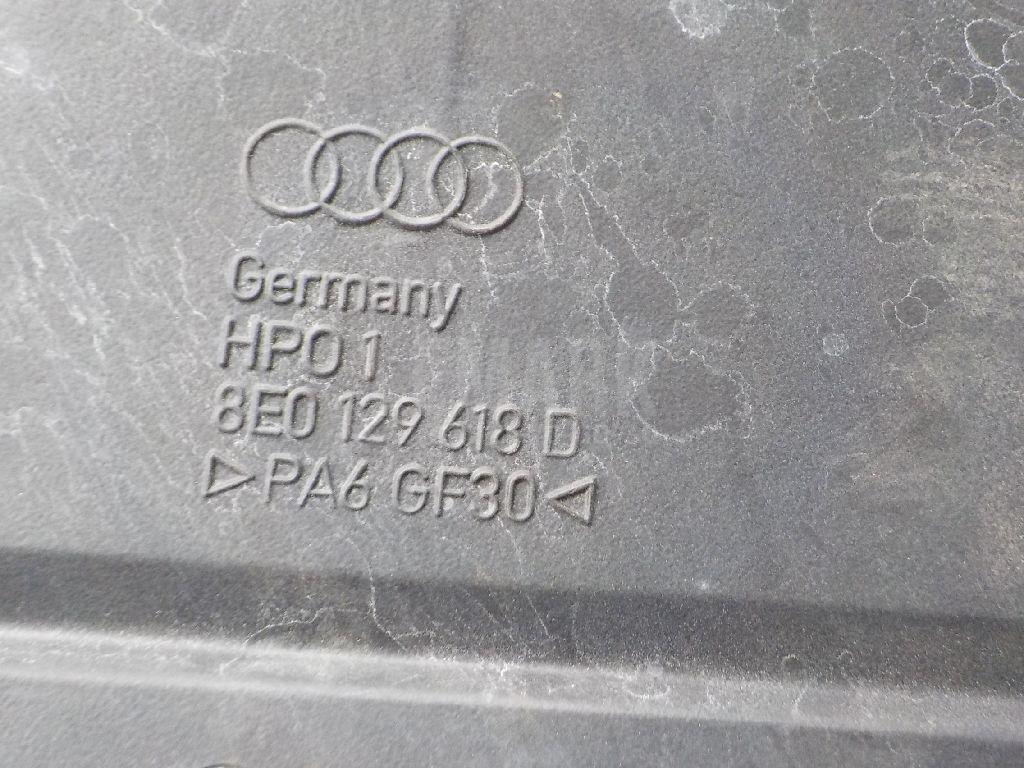 Germany
HPO 1
8E0 129 618 D
▷PA6 GF30◁